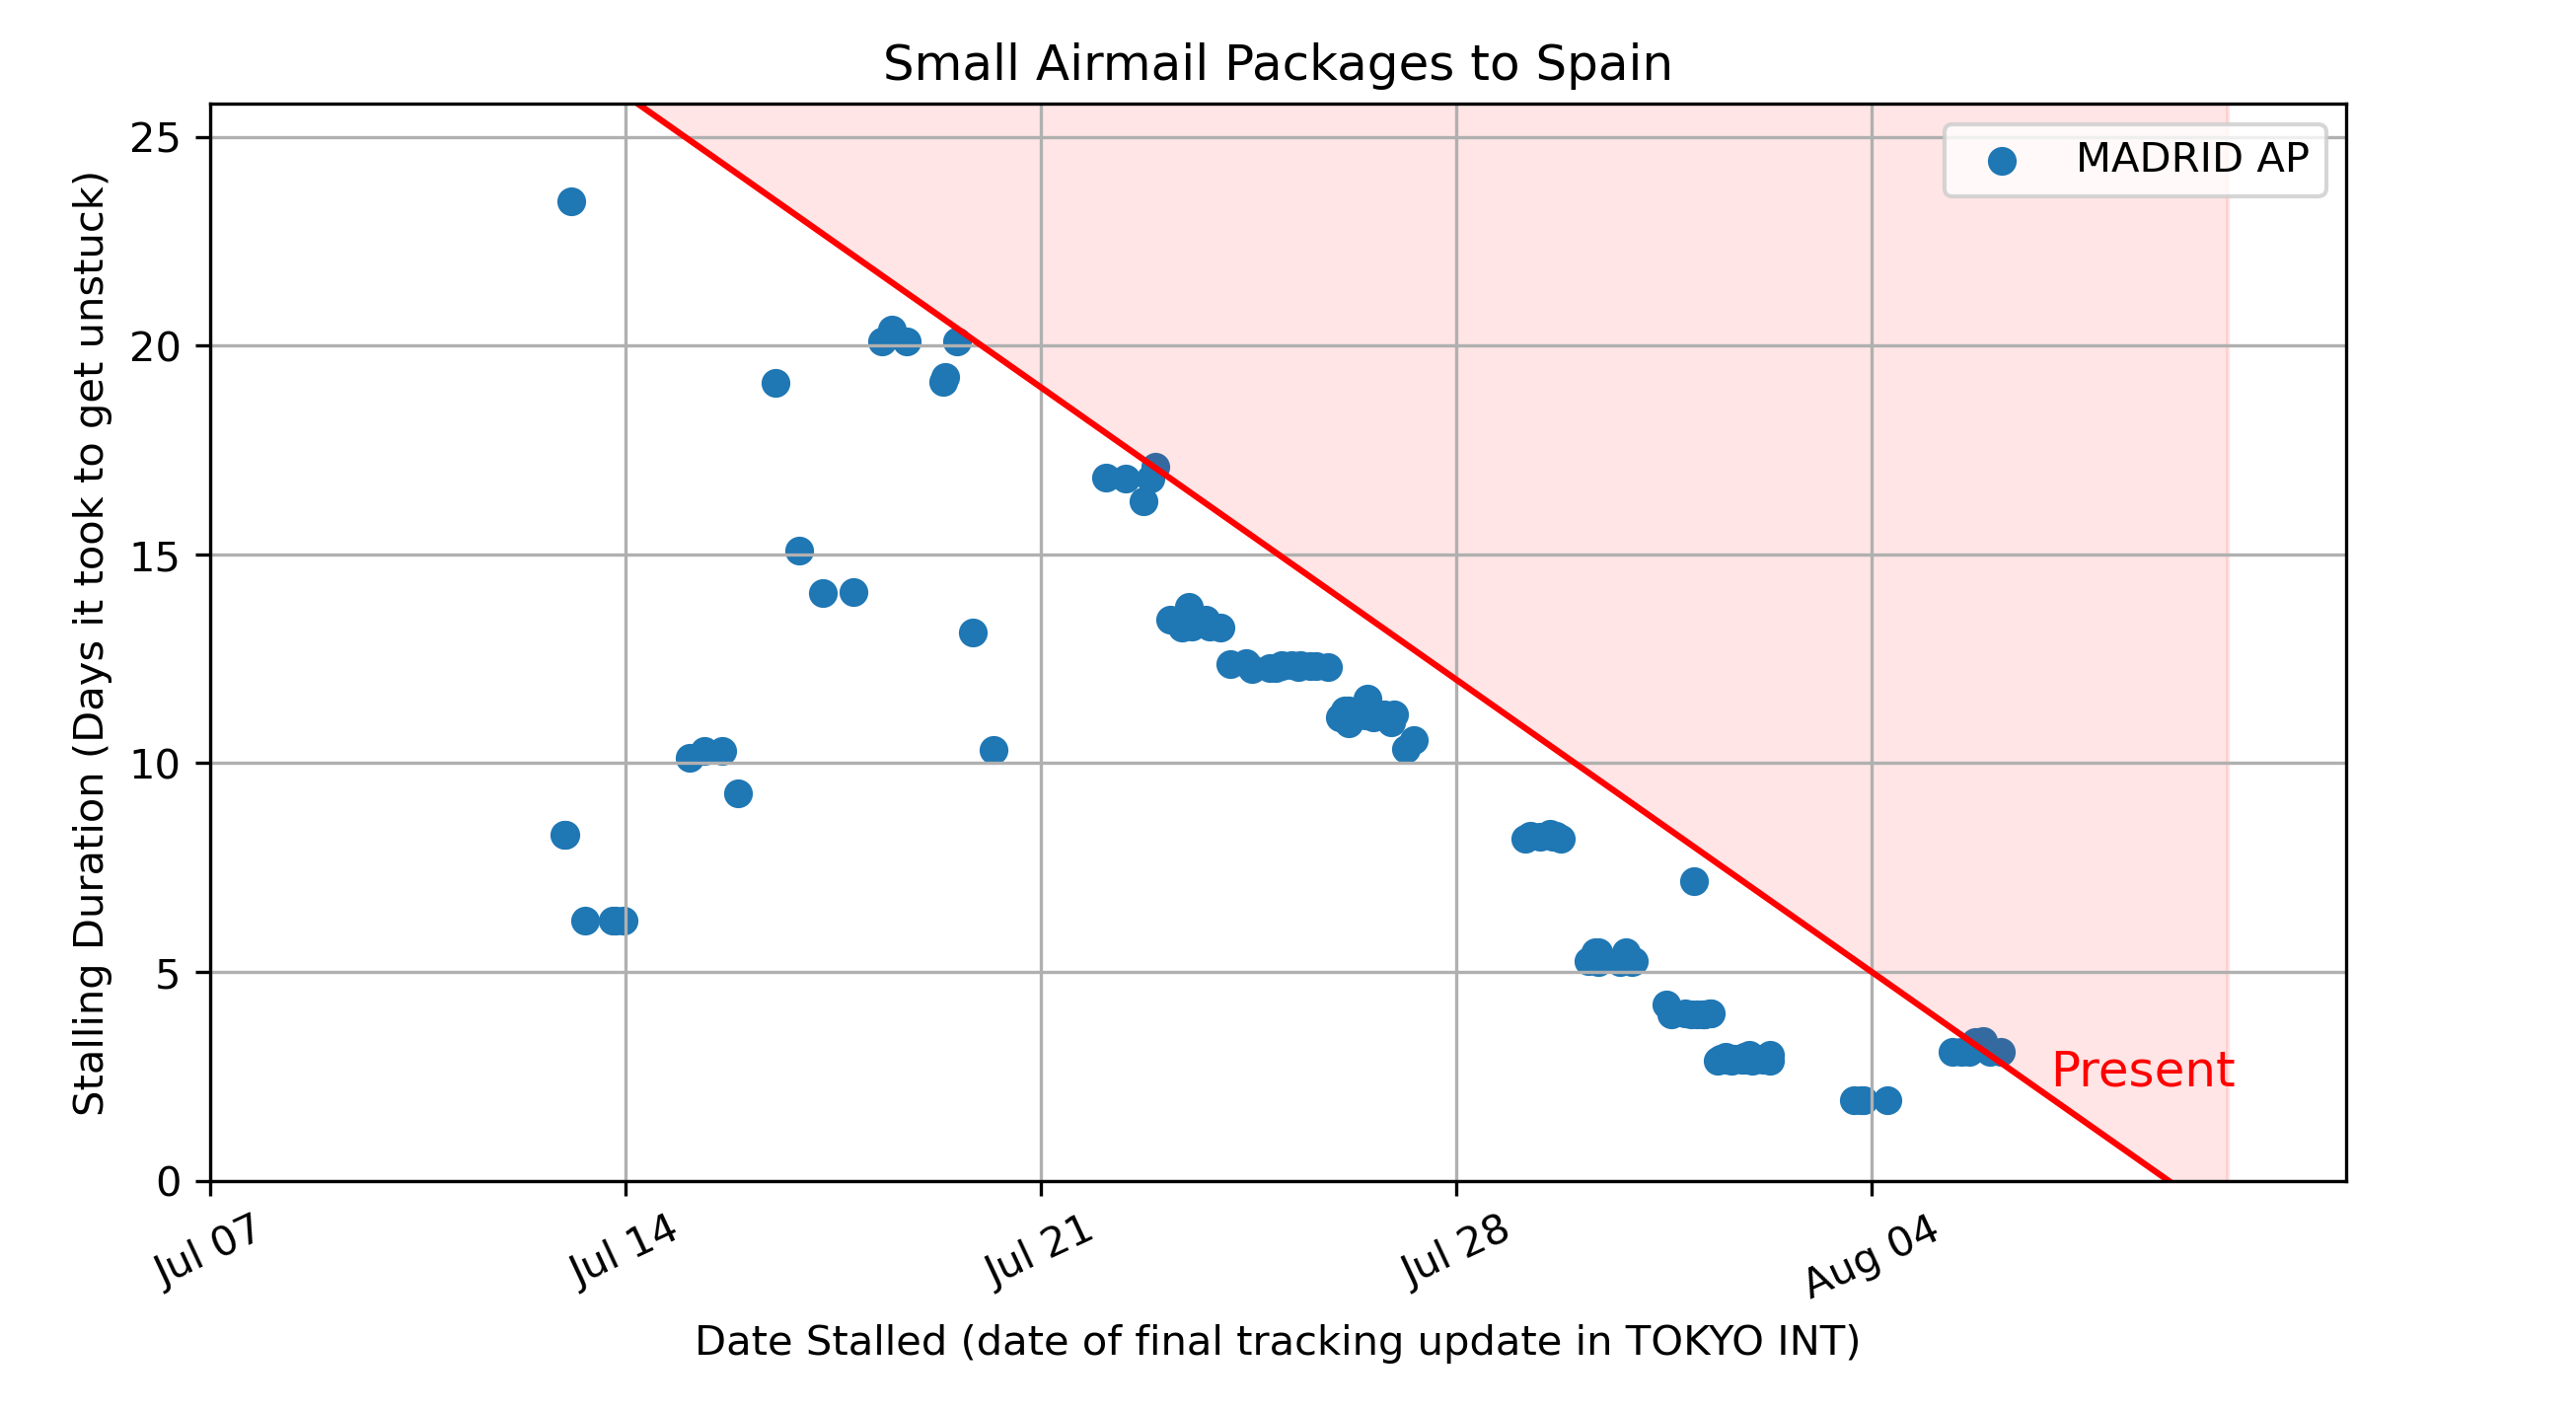 Small Airmail Packages to Spain
MADRID AP
25
20
15
10
5
0
Stalling Duration (Days it took to get unstuck)
Present
Jul 07
Jul 14
Jul 21
Jul 28
Aug 04
Date Stalled (date of final tracking update in TOKYO INT)